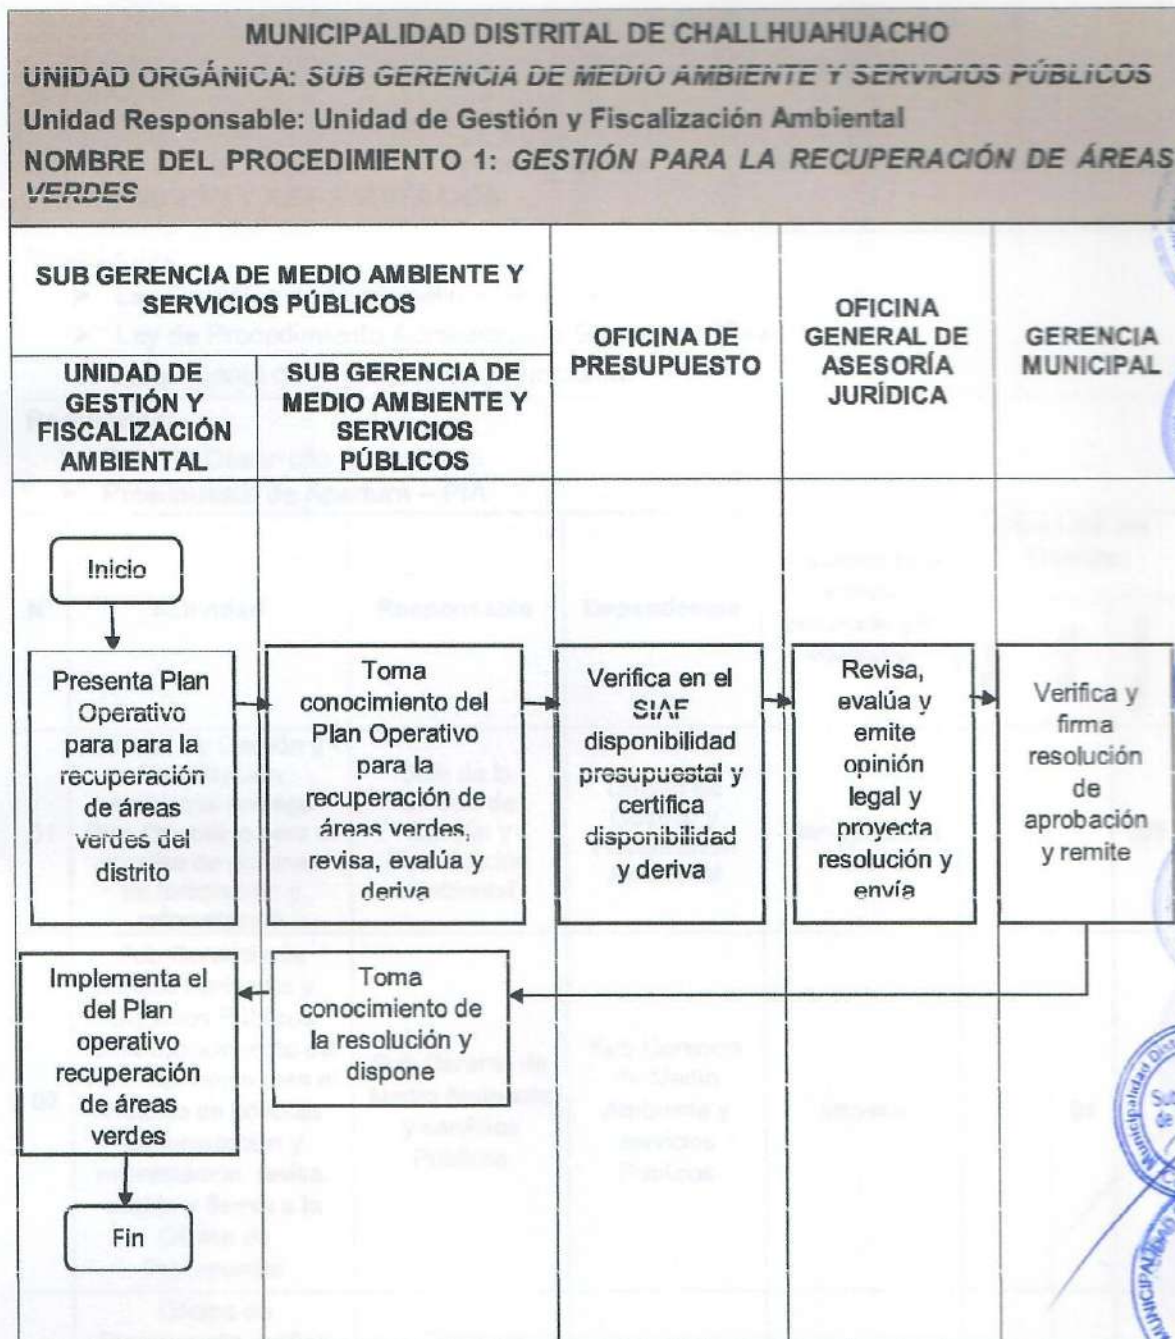 MUNICIPALIDAD DISTRITAL DE CHALLHUAHUACHO
UNIDAD ORGÁNICA: SUB GERENCIA DE MEDIO AMBIENTE Y SERVICIOS PÚBLICOS
Unidad Responsable: Unidad de Gestión y Fiscalización Ambiental
NOMBRE DEL PROCEDIMIENTO 1: GESTIÓN PARA LA RECUPERACIÓN DE ÁREAS
VERDES
SUB GERENCIA DE MEDIO AMBIENTE Y
SERVICIOS PÚBLICOS
UNIDAD DE
GESTIÓN Y
FISCALIZACIÓN
AMBIENTAL
SUB GERENCIA DE
MEDIO AMBIENTE Y
SERVICIOS
PÚBLICOS
OFICINA DE
PRESUPUESTO
OFICINA
GENERAL DE
ASESORÍA
JURÍDICA
GERENCIA
MUNICIPAL
Inicio
Presenta Plan
Operativo
para para la
recuperación
de áreas
verdes del
distrito
Toma
conocimiento del
Plan Operativo
para la
recuperación de
áreas verdes,
revisa, evalúa y
deriva
Verifica en el
SIAF
disponibilidad
presupuestal y
certifica
disponibilidad
y deriva
Revisa,
evalúa y
emite
opinión
legal y
proyecta
resolución y
envía
Verifica y
firma
resolución
de
aprobación
y remite
Toma
conocimiento de
la resolución y
dispone
Implementa el
del Plan
operativo
recuperación
de áreas
verdes
Fin